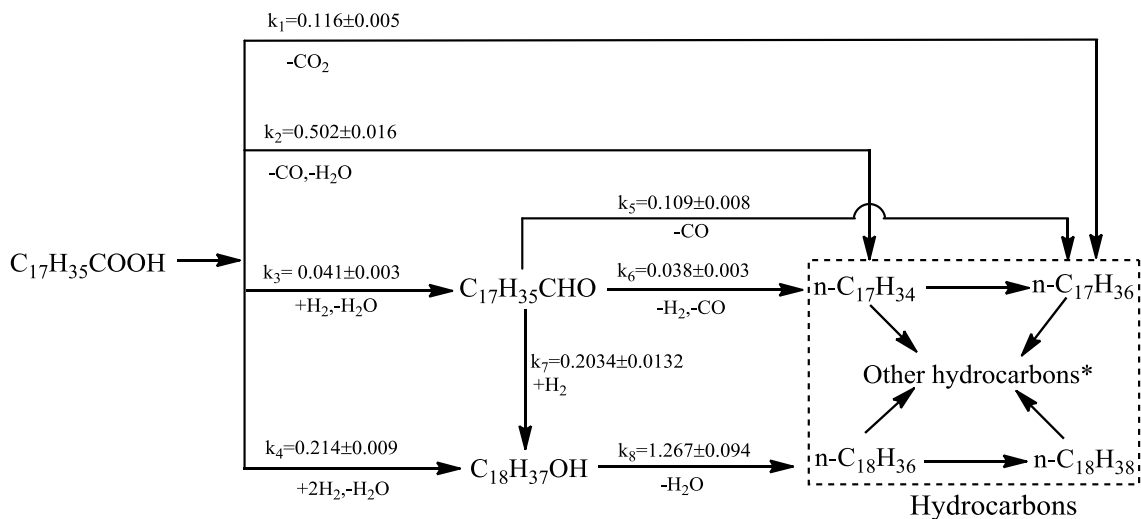 k₁=0.116±0.005
-CO₂
k₂=0.502±0.016
-CO,-H₂O
k₅=0.109±0.008
-CO
C₁₇H₃₅COOH
k₃= 0.041±0.003
+H₂,-H₂O
C₁₇H₃₅CHO
k₆=0.038±0.003
-H₂,-CO
n-C₁₇H₃₄
n-C₁₇H₃₆
k₇=0.2034±0.0132
+H₂
Other hydrocarbons*
k₄=0.214±0.009
+2H₂,-H₂O
C₁₈H₃₇OH
k₈=1.267±0.094
-H₂O
n-C₁₈H₃₆
n-C₁₈H₃₈
Hydrocarbons